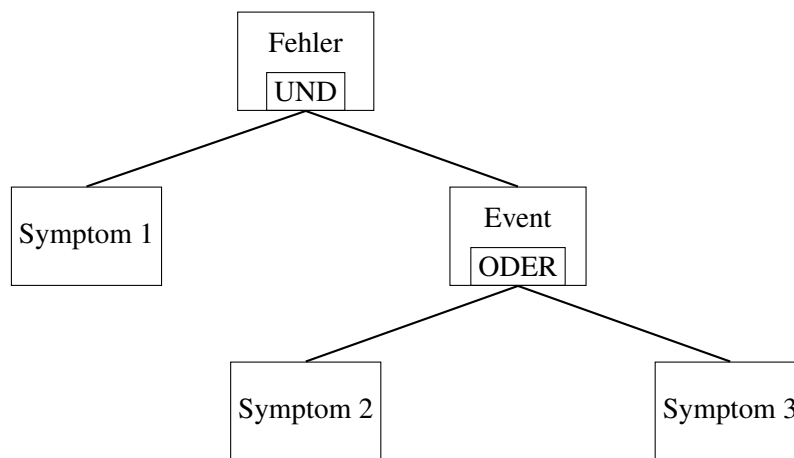 Fehler
UND
Symptom 1
Event
ODER
Symptom 2
Symptom 3